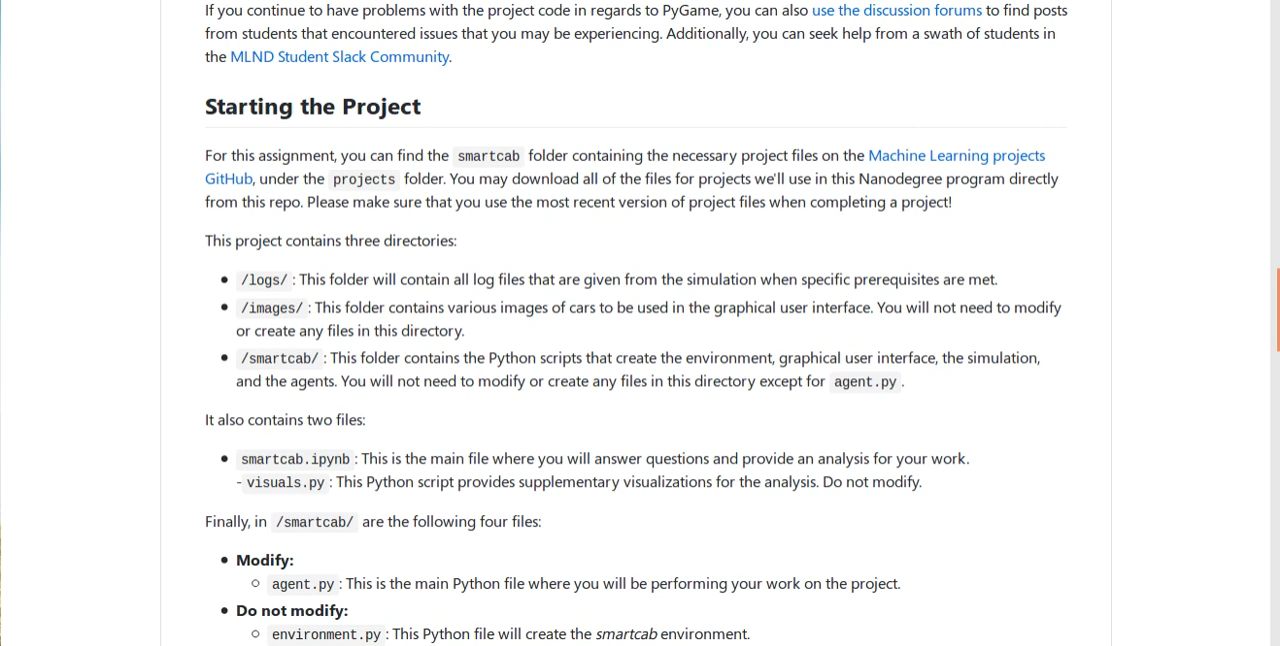 If you continue to have problems with the project code in regards to PyGame, you can also use the discussion forums to find posts
from students that encountered issues that you may be experiencing. Additionally, you can seek help from a swath of students in
the MLND Student Slack Community.
Starting the Project
For this assignment, you can find the smartcab folder containing the necessary project files on the Machine Learning projects
GitHub, under the projects folder. You may download all of the files for projects we'll use in this Nanodegree program directly
from this repo. Please make sure that you use the most recent version of project files when completing a project!
This project contains three directories:
• /logs/ : This folder will contain all log files that are given from the simulation when specific prerequisites are met.
• /images/ : This folder contains various images of cars to be used in the graphical user interface. You will not need to modify
or create any files in this directory.
• /smartcab/ : This folder contains the Python scripts that create the environment, graphical user interface, the simulation,
and the agents. You will not need to modify or create any files in this directory except for agent.py .
It also contains two files:
• smartcab.ipynb : This is the main file where you will answer questions and provide an analysis for your work.
- visuals.py : This Python script provides supplementary visualizations for the analysis. Do not modify.
Finally, in /smartcab/ are the following four files:
• Modify:
○ agent.py : This is the main Python file where you will be performing your work on the project.
• Do not modify:
○ environment.py : This Python file will create the smartcab environment.